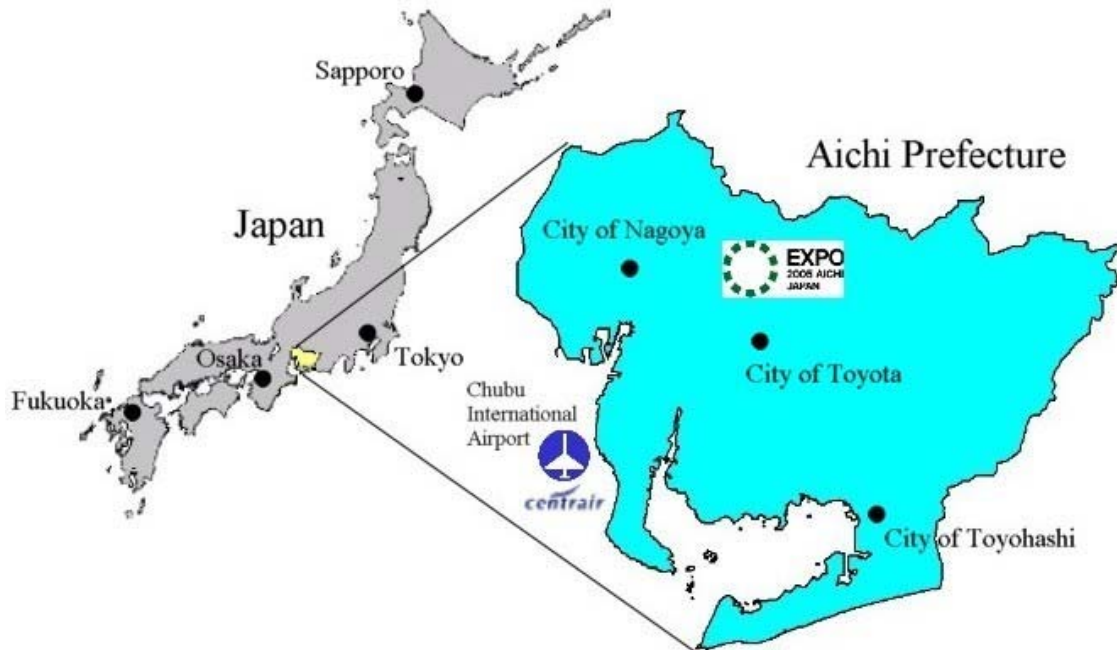 Sapporo
Japan
Osaka
Tokyo
Fukuoka
Aichi Prefecture
City of Nagoya
EXPO
2005 AICHI
JAPAN
City of Toyota
Chubu
International
Airport
centrair
City of Toyohashi